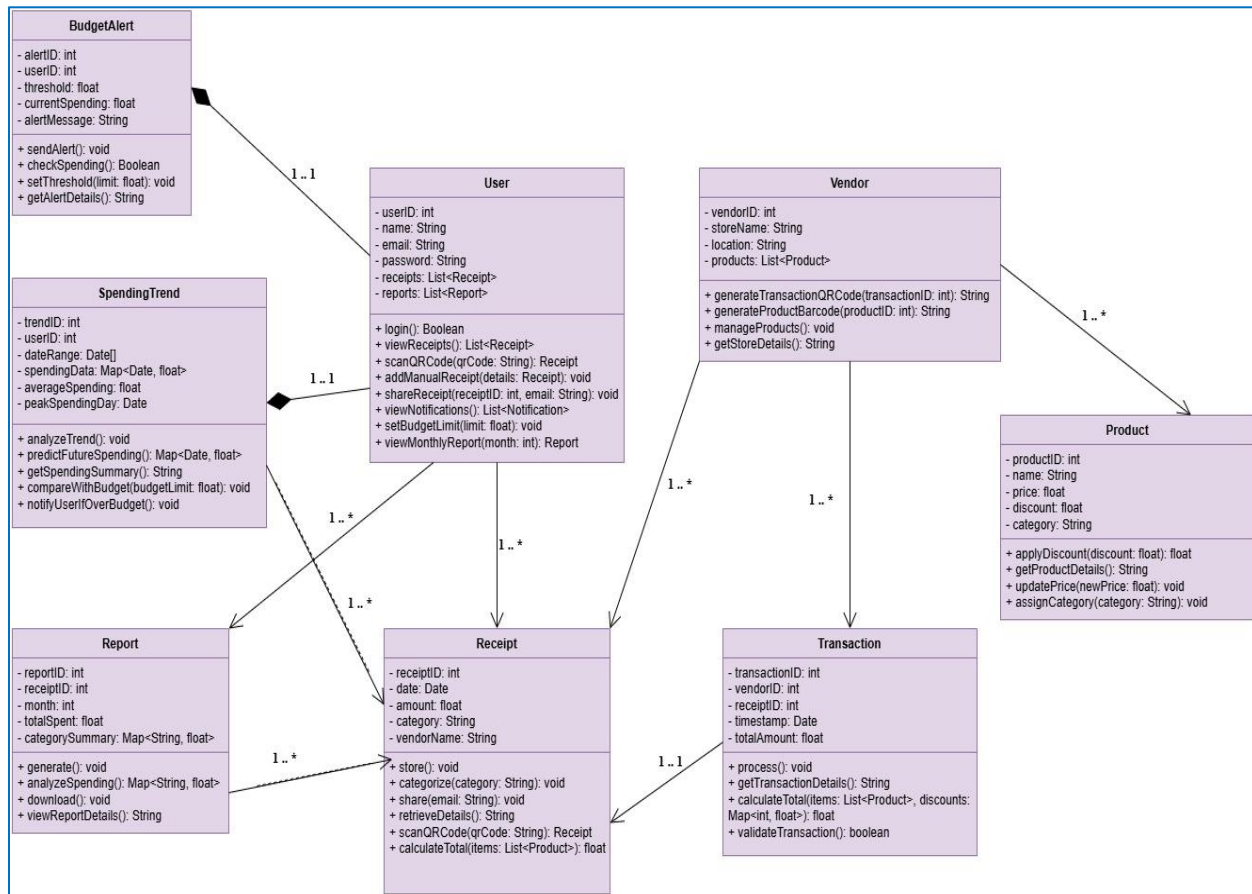 BudgetAlert
- alertID: int
- userID: int
- threshold: float
- currentSpending: float
- alertMessage: String
+ sendAlert(): void
+ checkSpending(): Boolean
+ setThreshold(limit: float): void
+ getAlertDetails(): String
1 .. 1
User
- userID: int
- name: String
- email: String
- password: String
- receipts: List<Receipt>
- reports: List<Report>
+ login(): Boolean
+ viewReceipts(): List<Receipt>
+ scanQRCode(qrCode: String): Receipt
+ addManualReceipt(details: Receipt): void
+ shareReceipt(receiptID: int, email: String): void
+ viewNotifications(): List<Notification>
+ setBudgetLimit(limit: float): void
+ viewMonthlyReport(month: int): Report
Vendor
- vendorID: int
- storeName: String
- location: String
- products: List<Product>
+ generateTransactionQRCode(transactionID: int): String
+ generateProductBarcode(productID: int): String
+ manageProducts(): void
+ getStoreDetails(): String
1 .. *
SpendingTrend
- trendID: int
- userID: int
- dateRange: Date[]
- spendingData: Map<Date, float>
- averageSpending: float
- peakSpendingDay: Date
+ analyzeTrend(): void
+ predictFutureSpending(): Map<Date, float>
+ getSpendingSummary(): String
+ compareWithBudget(budgetLimit: float): void
+ notifyUserIfOverBudget(): void
1 .. 1
Product
- productID: int
- name: String
- price: float
- discount: float
- category: String
+ applyDiscount(discount: float): float
+ getProductDetails(): String
+ updatePrice(newPrice: float): void
+ assignCategory(category: String): void
1 .. *
1 .. *
1 .. *
1 .. *
1 .. *
Report
- reportID: int
- receiptID: int
- month: int
- totalSpent: float
- categorySummary: Map<String, float>
+ generate(): void
+ analyzeSpending(): Map<String, float>
+ download(): void
+ viewReportDetails(): String
1 .. *
Receipt
- receiptID: int
- date: Date
- amount: float
- category: String
- vendorName: String
+ store(): void
+ categorize(category: String): void
+ share(email: String): void
+ retrieveDetails(): String
+ scanQRCode(qrCode: String): Receipt
+ calculateTotal(items: List<Product>): float
1 .. 1
Transaction
- transactionID: int
- vendorID: int
- receiptID: int
- timestamp: Date
- totalAmount: float
+ process(): void
+ getTransactionDetails(): String
+ calculateTotal(items: List<Product>, discounts:
Map<int, float>): float
+ validateTransaction(): boolean